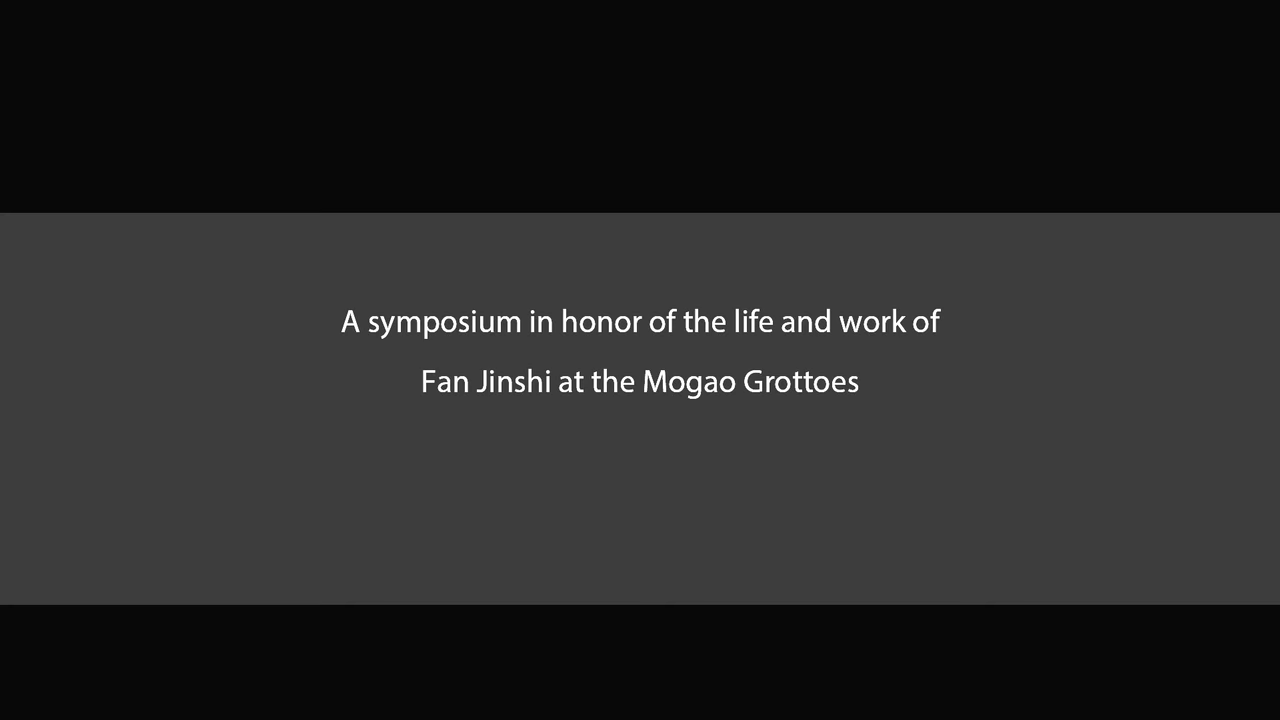 A symposium in honor of the life and work of
Fan Jinshi at the Mogao Grottoes